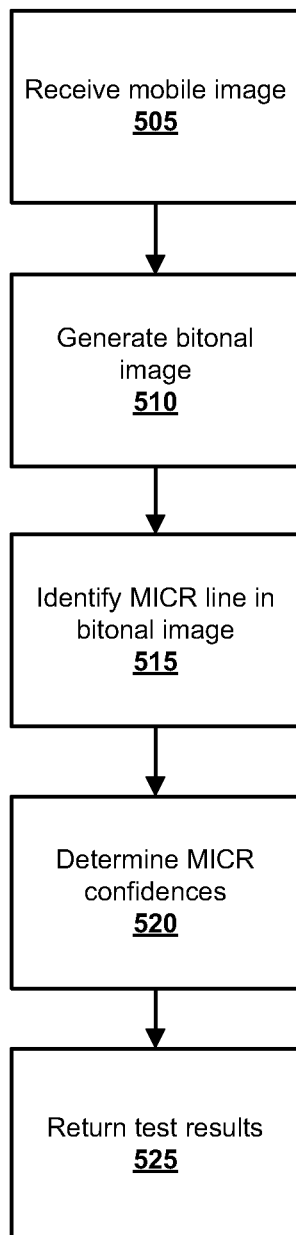 Receive mobile image
505
Generate bitonal
image
510
Identify MICR line in
bitonal image
515
Determine MICR
confidences
520
Return test results
525